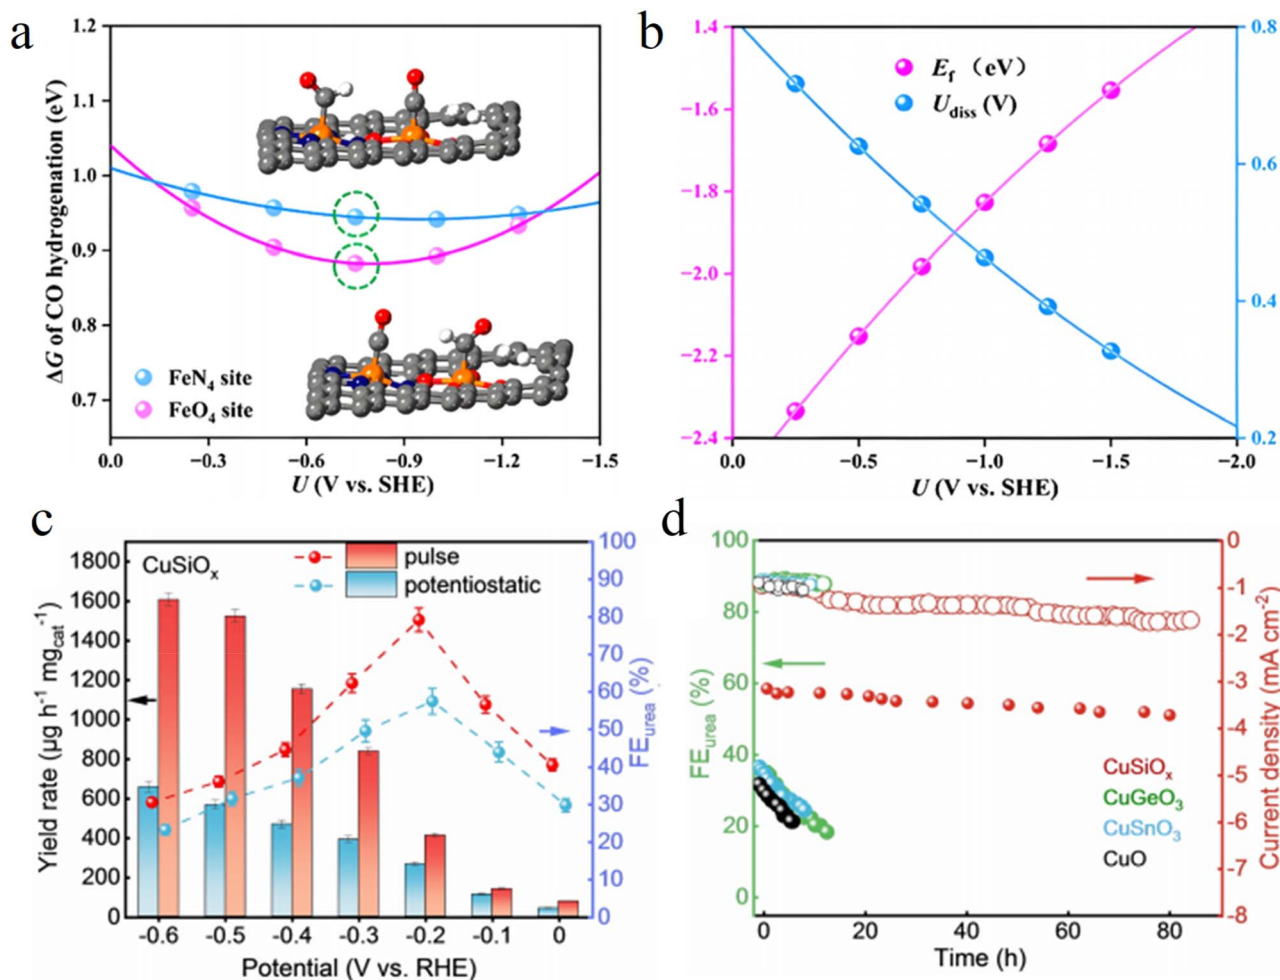 a
1.2
1.1
1.0
0.9
0.8
0.7
ΔG of CO hydrogenation (eV)
FeN₄ site
FeO₄ site
0.0 −0.3 −0.6 −0.9 −1.2 −1.5
U (V vs. SHE)
b
−1.4
−1.6
−1.8
−2.0
−2.2
−2.4
E_f （eV）
U_diss (V)
0.8
0.6
0.4
0.2
0.0 −0.5 −1.0 −1.5 −2.0
U (V vs. SHE)
c
1800
1600
1400
1200
1000
800
600
400
200
0
Yield rate (μg h⁻¹ mg_cat⁻¹)
CuSiOₓ
pulse
potentiostatic
100
90
80
70
60
50
40
30
20
10
0
FE_urea (%)
-0.6 -0.5 -0.4 -0.3 -0.2 -0.1 0
Potential (V vs. RHE)
d
100
80
60
40
20
0
FE_urea (%)
CuSiOₓ
CuGeO₃
CuSnO₃
CuO
0
-1
-2
-3
-4
-5
-6
-7
-8
Current density (mA cm⁻²)
0 20 40 60 80
Time (h)